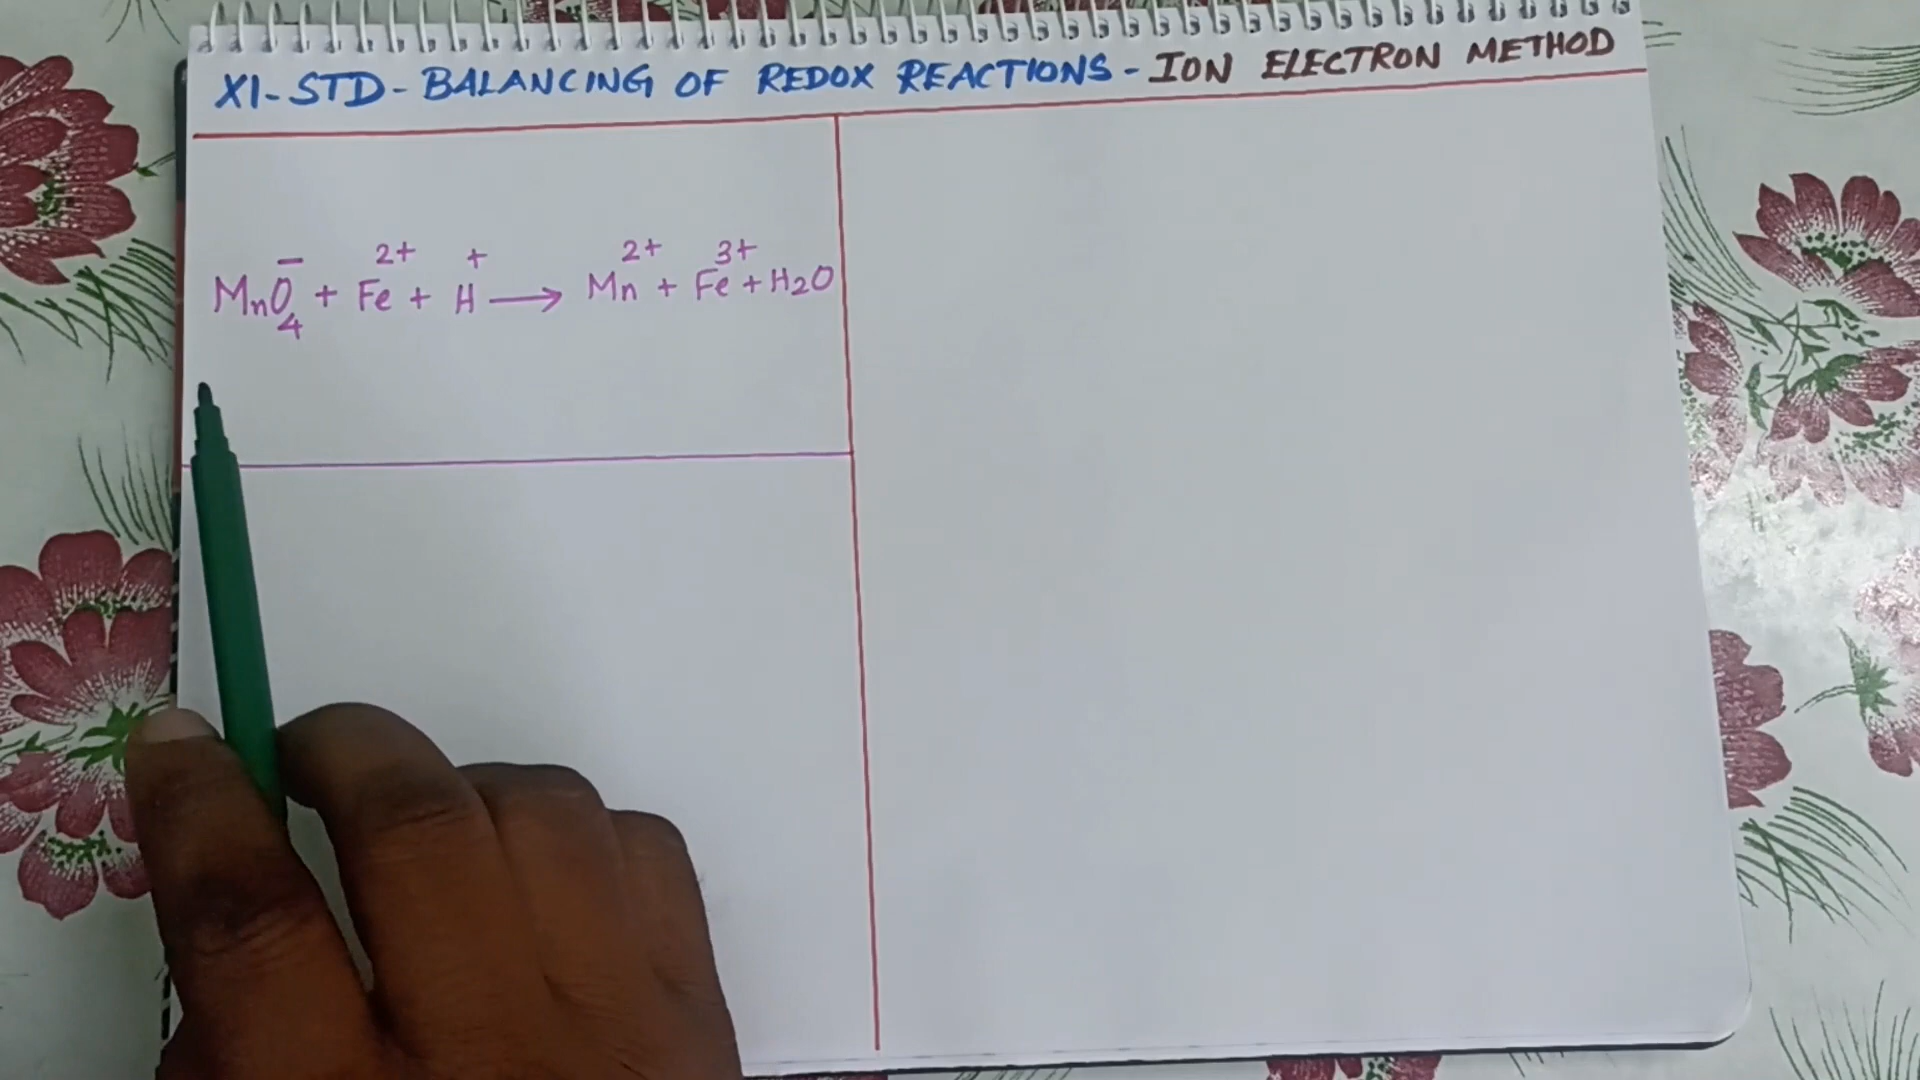 XI-STD-BALANCING OF REDOX REACTIONS - ION ELECTRON METHOD
MnO₄⁻ + Fe²⁺ + H⁺ ⟶ Mn²⁺ + Fe³⁺ + H₂O